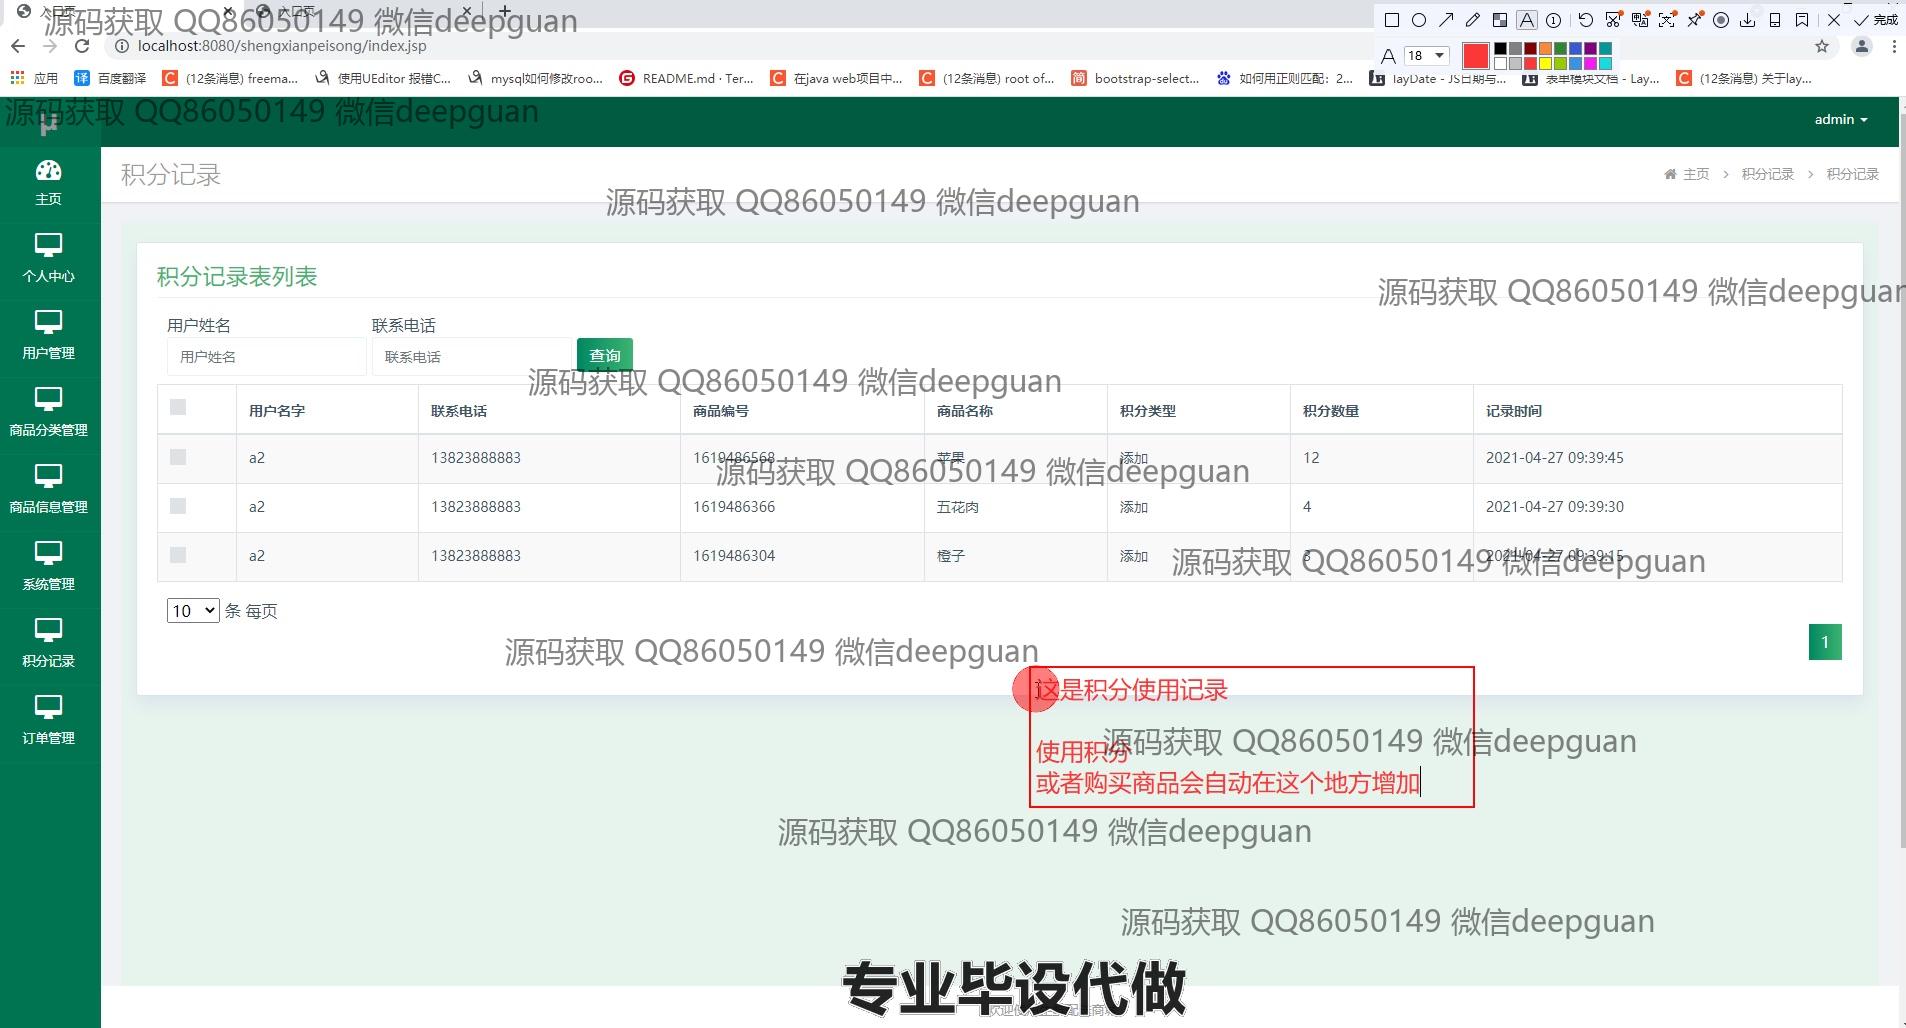 入口页
入口页
源码获取 QQ86050149 微信deepguan
完成
localhost:8080/shengxianpeisong/index.jsp
18
应用
百度翻译
(12条消息) freema...
使用UEditor 报错C...
mysql如何修改roo...
README.md · Ter...
在java web项目中...
(12条消息) root of...
bootstrap-select...
如何用正则匹配：2...
layDate - JS日期与...
表单模块文档 - Lay...
(12条消息) 关于lay...
源码获取 QQ86050149 微信deepguan
μ
admin
主页
积分记录
主页 > 积分记录 > 积分记录
源码获取 QQ86050149 微信deepguan
个人中心
积分记录表列表
源码获取 QQ86050149 微信deepguan
用户姓名 联系电话
用户管理
用户姓名 联系电话 查询
源码获取 QQ86050149 微信deepguan
用户名字 联系电话 商品编号 商品名称 积分类型 积分数量 记录时间
商品分类管理
a2 13823888883 1619486568 苹果 添加 12 2021-04-27 09:39:45
源码获取 QQ86050149 微信deepguan
a2 13823888883 1619486366 五花肉 添加 4 2021-04-27 09:39:30
商品信息管理
a2 13823888883 1619486304 橙子 添加 3 2021-04-27 09:39:15
源码获取 QQ86050149 微信deepguan
系统管理
10 条 每页
1
源码获取 QQ86050149 微信deepguan
积分记录
这是积分使用记录
订单管理
源码获取 QQ86050149 微信deepguan
使用积分
或者购买商品会自动在这个地方增加
源码获取 QQ86050149 微信deepguan
源码获取 QQ86050149 微信deepguan
专业毕设代做